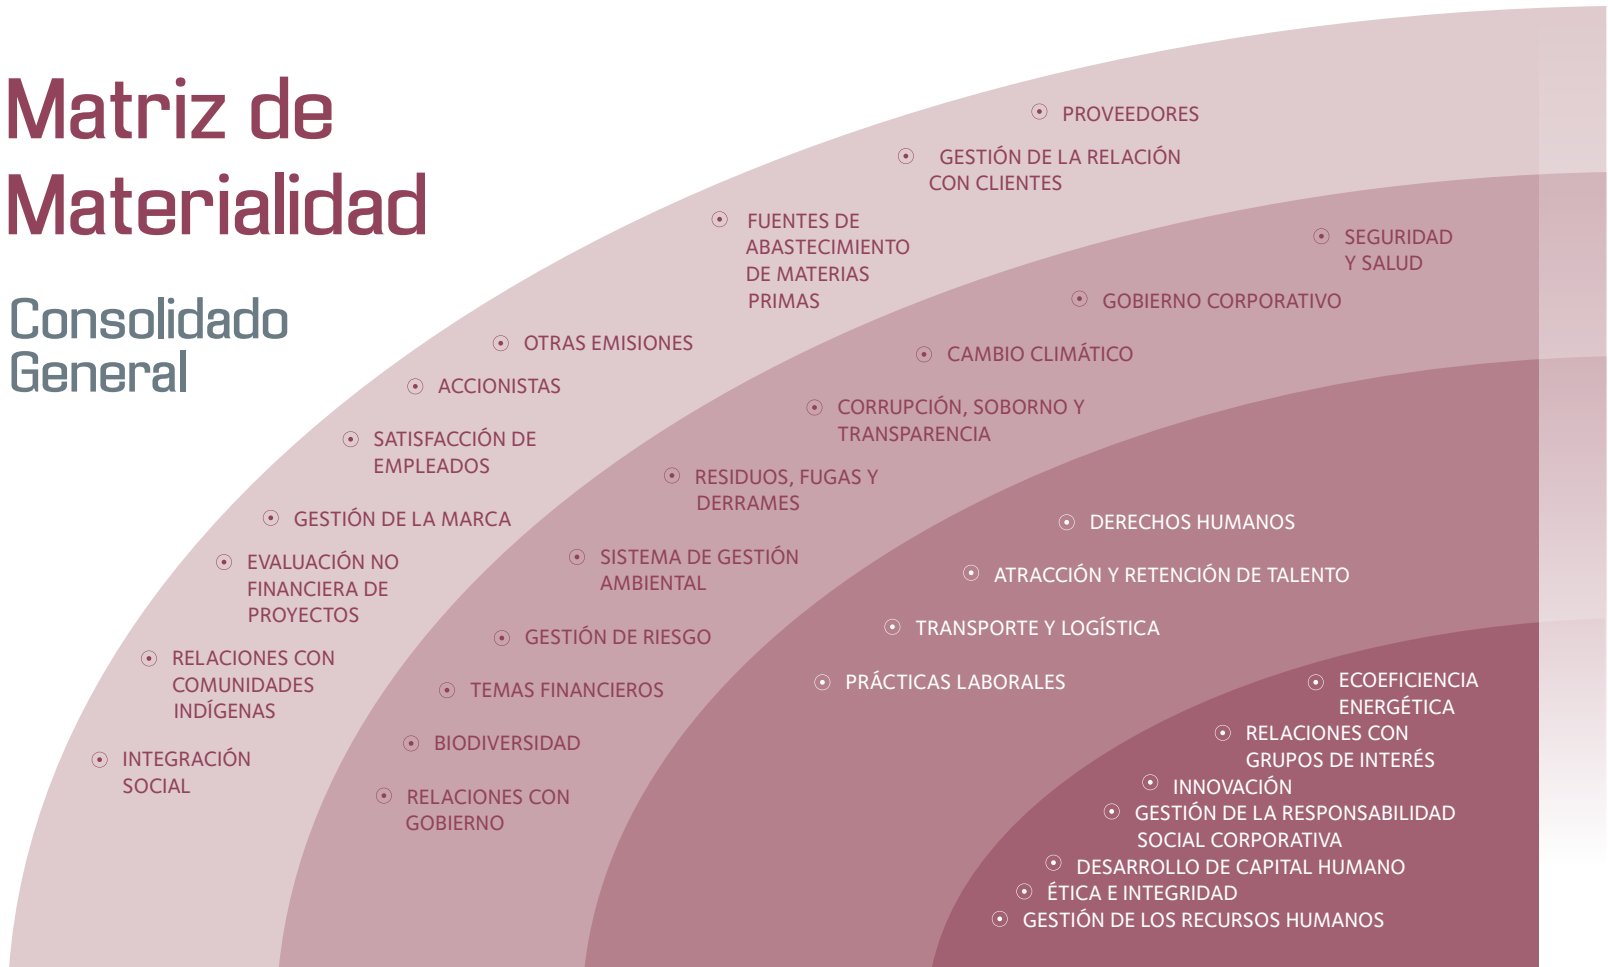 Matriz de
Materialidad
Consolidado
General
PROVEEDORES
GESTIÓN DE LA RELACIÓN
CON CLIENTES
FUENTES DE
ABASTECIMIENTO
DE MATERIAS
PRIMAS
OTRAS EMISIONES
ACCIONISTAS
SATISFACCIÓN DE
EMPLEADOS
GESTIÓN DE LA MARCA
EVALUACIÓN NO
FINANCIERA DE
PROYECTOS
RELACIONES CON
COMUNIDADES
INDÍGENAS
INTEGRACIÓN
SOCIAL
SEGURIDAD
Y SALUD
GOBIERNO CORPORATIVO
CAMBIO CLIMÁTICO
CORRUPCIÓN, SOBORNO Y
TRANSPARENCIA
RESIDUOS, FUGAS Y
DERRAMES
SISTEMA DE GESTIÓN
AMBIENTAL
GESTIÓN DE RIESGO
TEMAS FINANCIEROS
BIODIVERSIDAD
RELACIONES CON
GOBIERNO
DERECHOS HUMANOS
ATRACCIÓN Y RETENCIÓN DE TALENTO
TRANSPORTE Y LOGÍSTICA
PRÁCTICAS LABORALES
ECOEFICIENCIA
ENERGÉTICA
RELACIONES CON
GRUPOS DE INTERÉS
INNOVACIÓN
GESTIÓN DE LA RESPONSABILIDAD
SOCIAL CORPORATIVA
DESARROLLO DE CAPITAL HUMANO
ÉTICA E INTEGRIDAD
GESTIÓN DE LOS RECURSOS HUMANOS